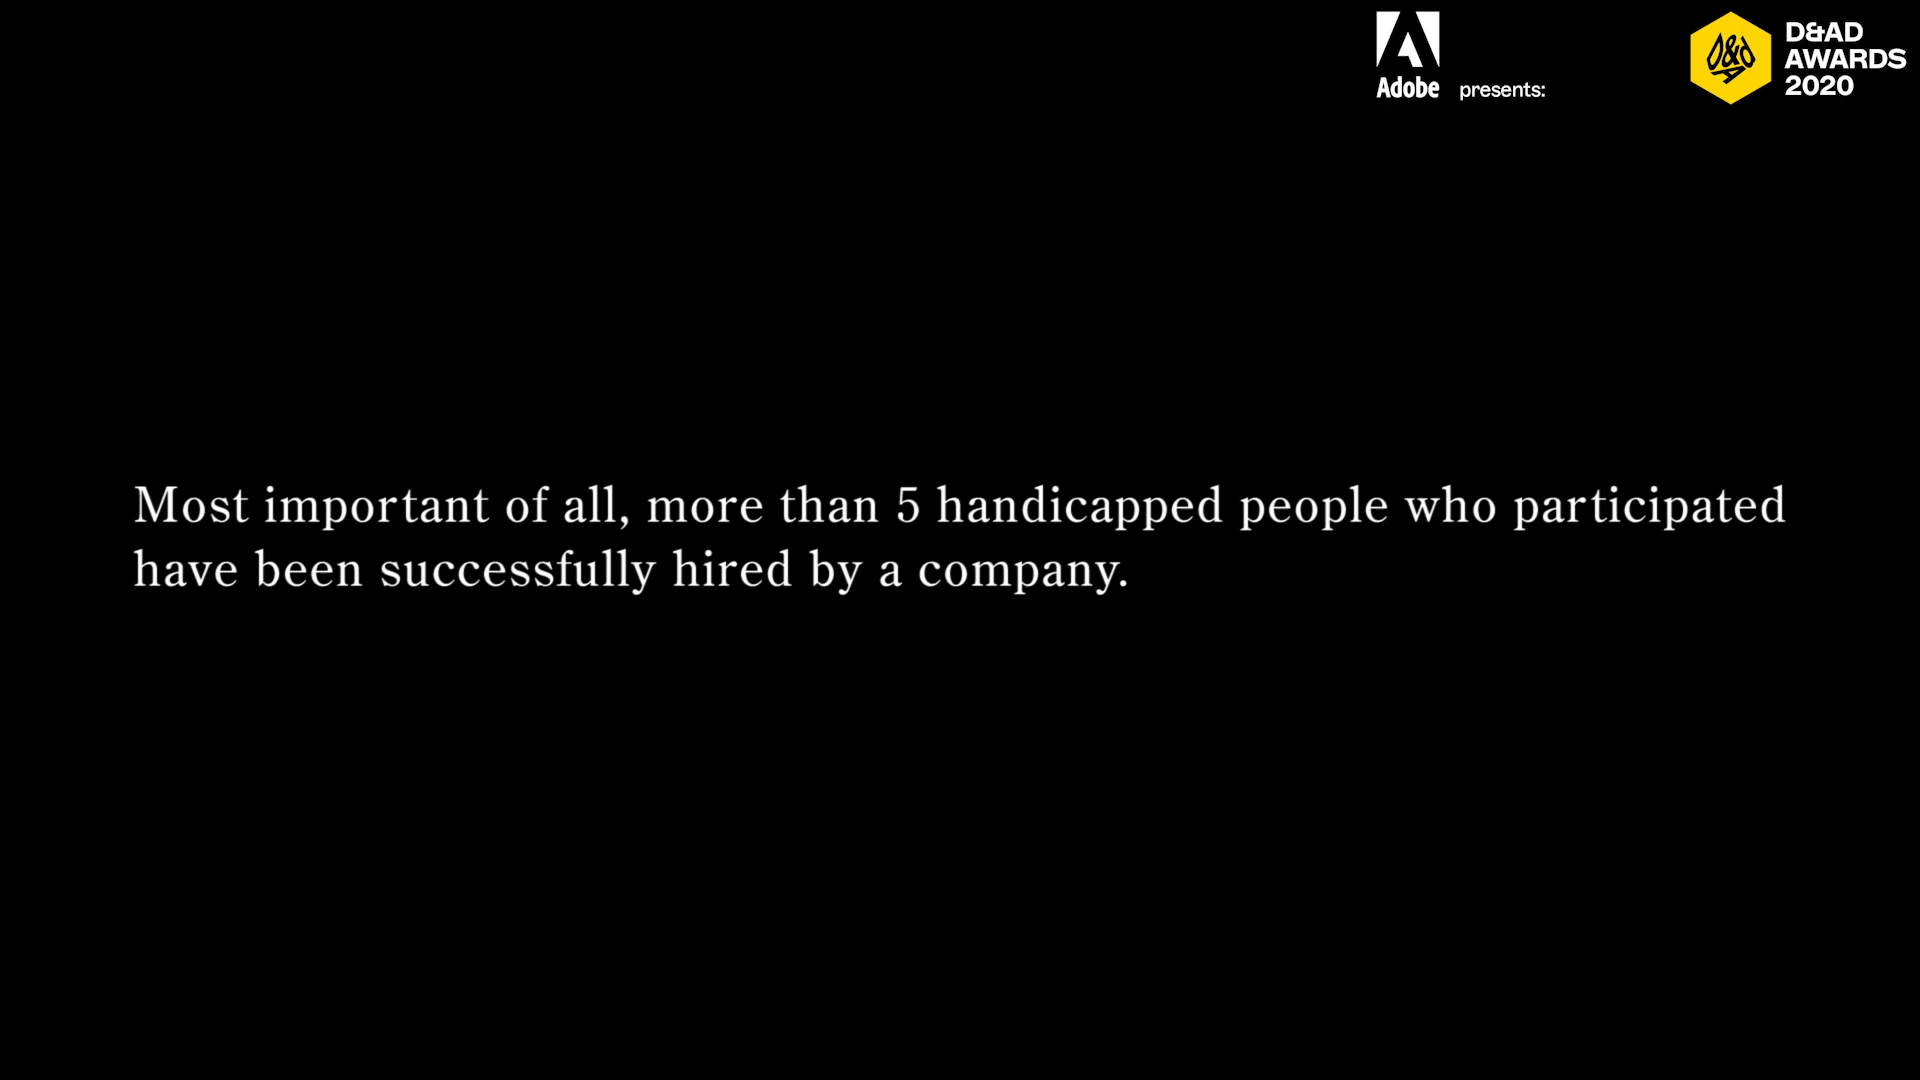 Adobe presents:
D&AD
AWARDS
2020
Most important of all, more than 5 handicapped people who participated
have been successfully hired by a company.